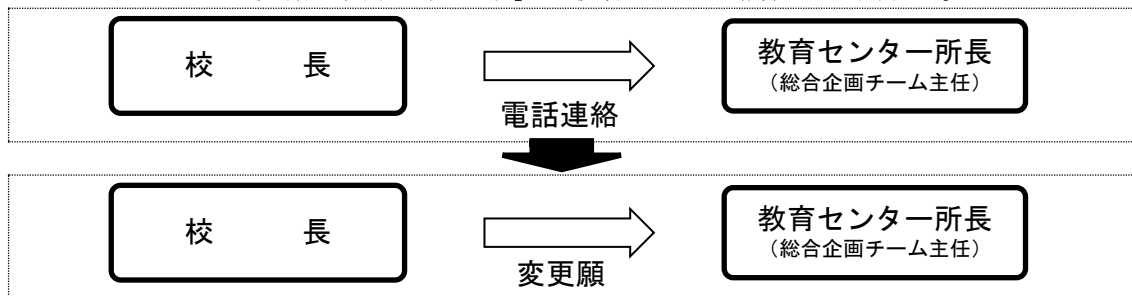 校　　長
教育センター所長
（総合企画チーム主任）
電話連絡
校　　長
教育センター所長
（総合企画チーム主任）
変更願